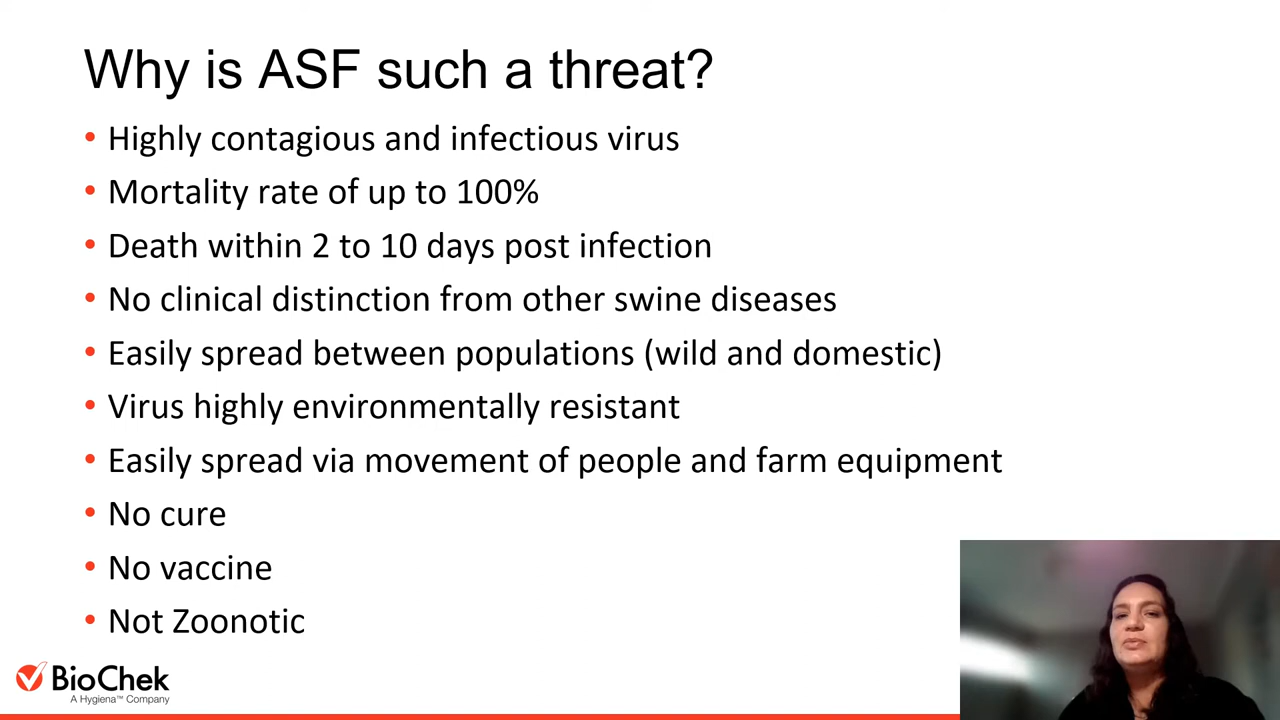 Why is ASF such a threat?
• Highly contagious and infectious virus
• Mortality rate of up to 100%
• Death within 2 to 10 days post infection
• No clinical distinction from other swine diseases
• Easily spread between populations (wild and domestic)
• Virus highly environmentally resistant
• Easily spread via movement of people and farm equipment
• No cure
• No vaccine
• Not Zoonotic
BioChek
A Hygiena™ Company